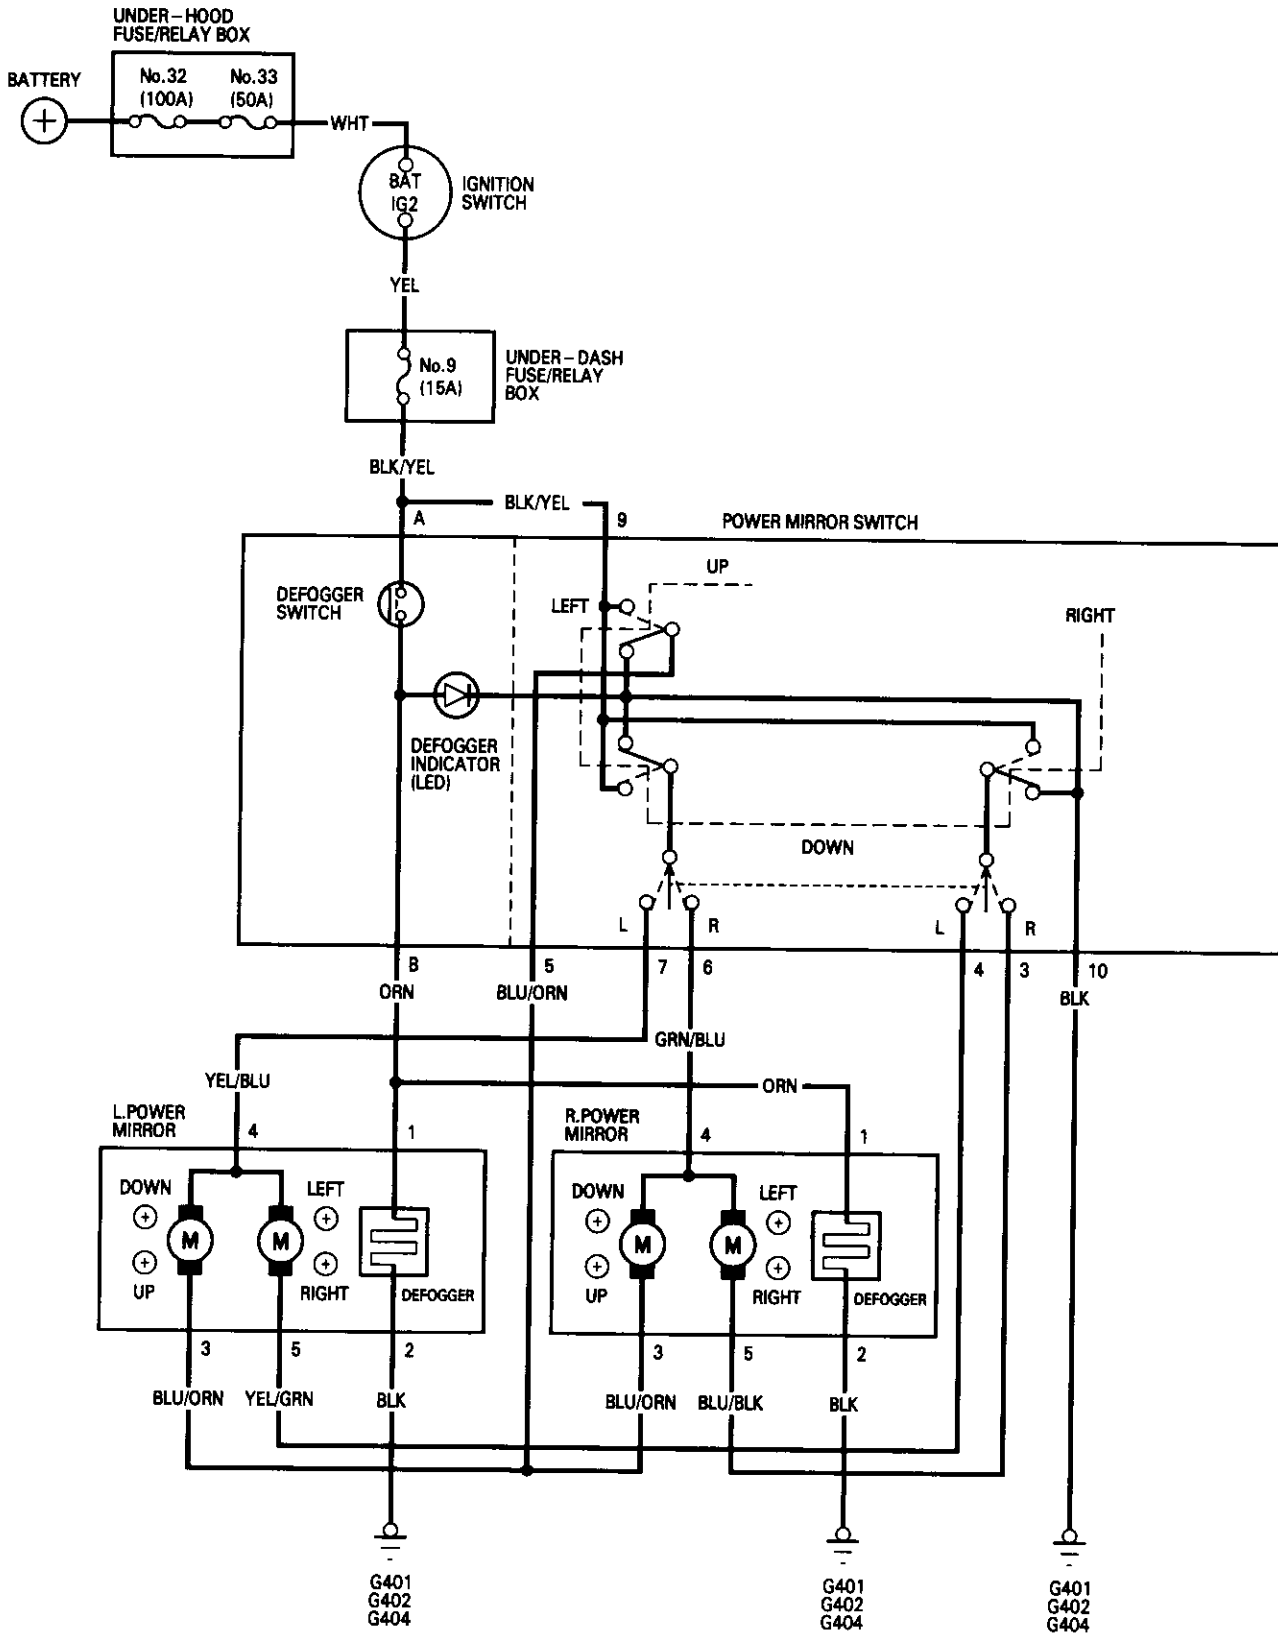 UNDER-HOOD
FUSE/RELAY BOX
BATTERY
No.32
(100A)
No.33
(50A)
+
WHT
BAT
IG2
IGNITION
SWITCH
YEL
No.9
(15A)
UNDER-DASH
FUSE/RELAY
BOX
BLK/YEL
BLK/YEL
A
9
POWER MIRROR SWITCH
UP
DEFOGGER
SWITCH
LEFT
RIGHT
DEFOGGER
INDICATOR
(LED)
DOWN
L
R
L
R
B
5
7
6
4
3
10
ORN
BLU/ORN
BLK
GRN/BLU
YEL/BLU
ORN
L.POWER
MIRROR
4
1
R.POWER
MIRROR
4
1
DOWN
LEFT
+
+
M
M
+
+
UP
RIGHT
DEFOGGER
DOWN
LEFT
+
+
M
M
+
+
UP
RIGHT
DEFOGGER
3
5
2
3
5
2
BLU/ORN
YEL/GRN
BLK
BLU/ORN
BLU/BLK
BLK
G401
G402
G404
G401
G402
G404
G401
G402
G404